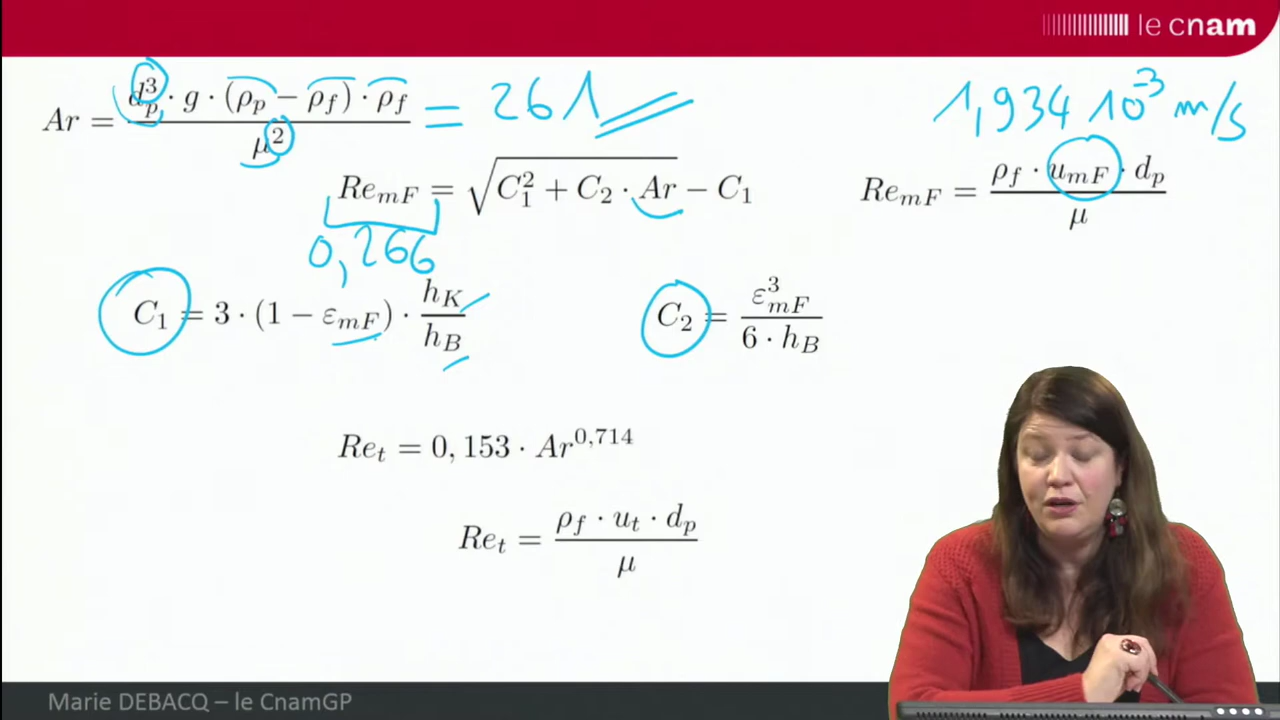 le cnam
Ar = d_p^3 · g · (ρ_p − ρ_f) · ρ_f / μ^2 = 261
1,934 10^-3 m/s
Re_mF = √(C_1^2 + C_2 · Ar) − C_1
Re_mF = ρ_f · u_mF · d_p / μ
0,266
C_1 = 3 · (1 − ε_mF) · h_K / h_B
C_2 = ε_mF^3 / 6 · h_B
Re_t = 0, 153 · Ar^0,714
Re_t = ρ_f · u_t · d_p / μ
Marie DEBACQ – le CnamGP